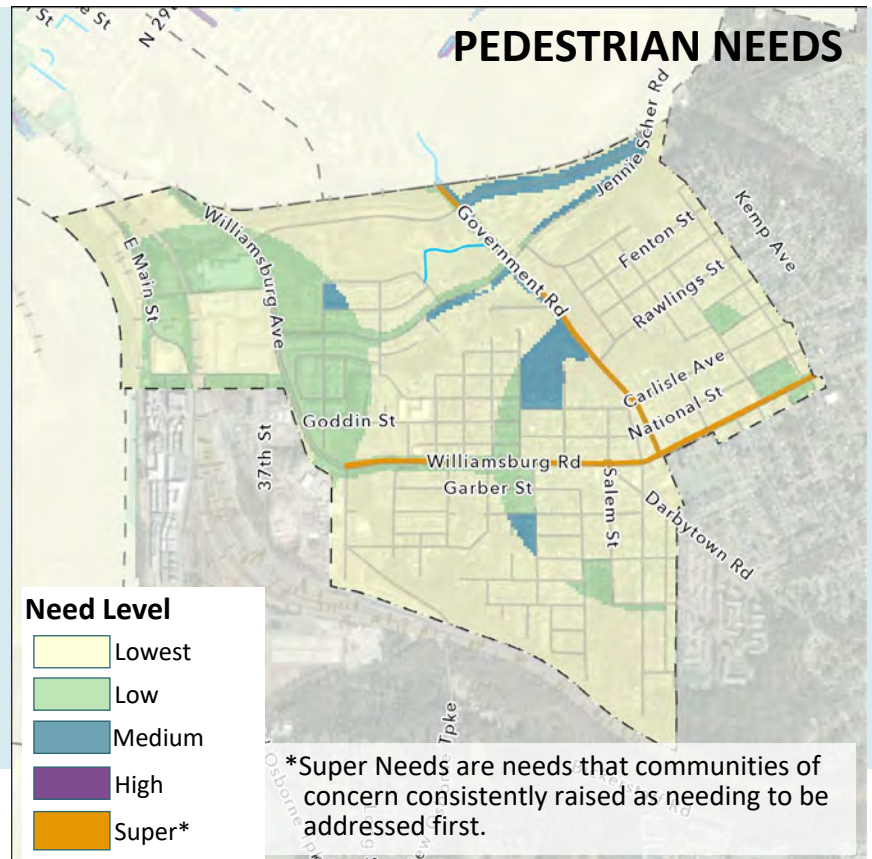 PEDESTRIAN NEEDS
Jennie Scher Rd
Williamsburg Ave
Government Rd
Kemp Ave
Fenton St
E Main St
Rawlings St
Carlisle Ave
National St
Goddin St
37th St
Williamsburg Rd
Garber St
Salem St
Darbytown Rd
Need Level
Lowest
Low
Medium
High
Super*
*Super Needs are needs that communities of
concern consistently raised as needing to be
addressed first.